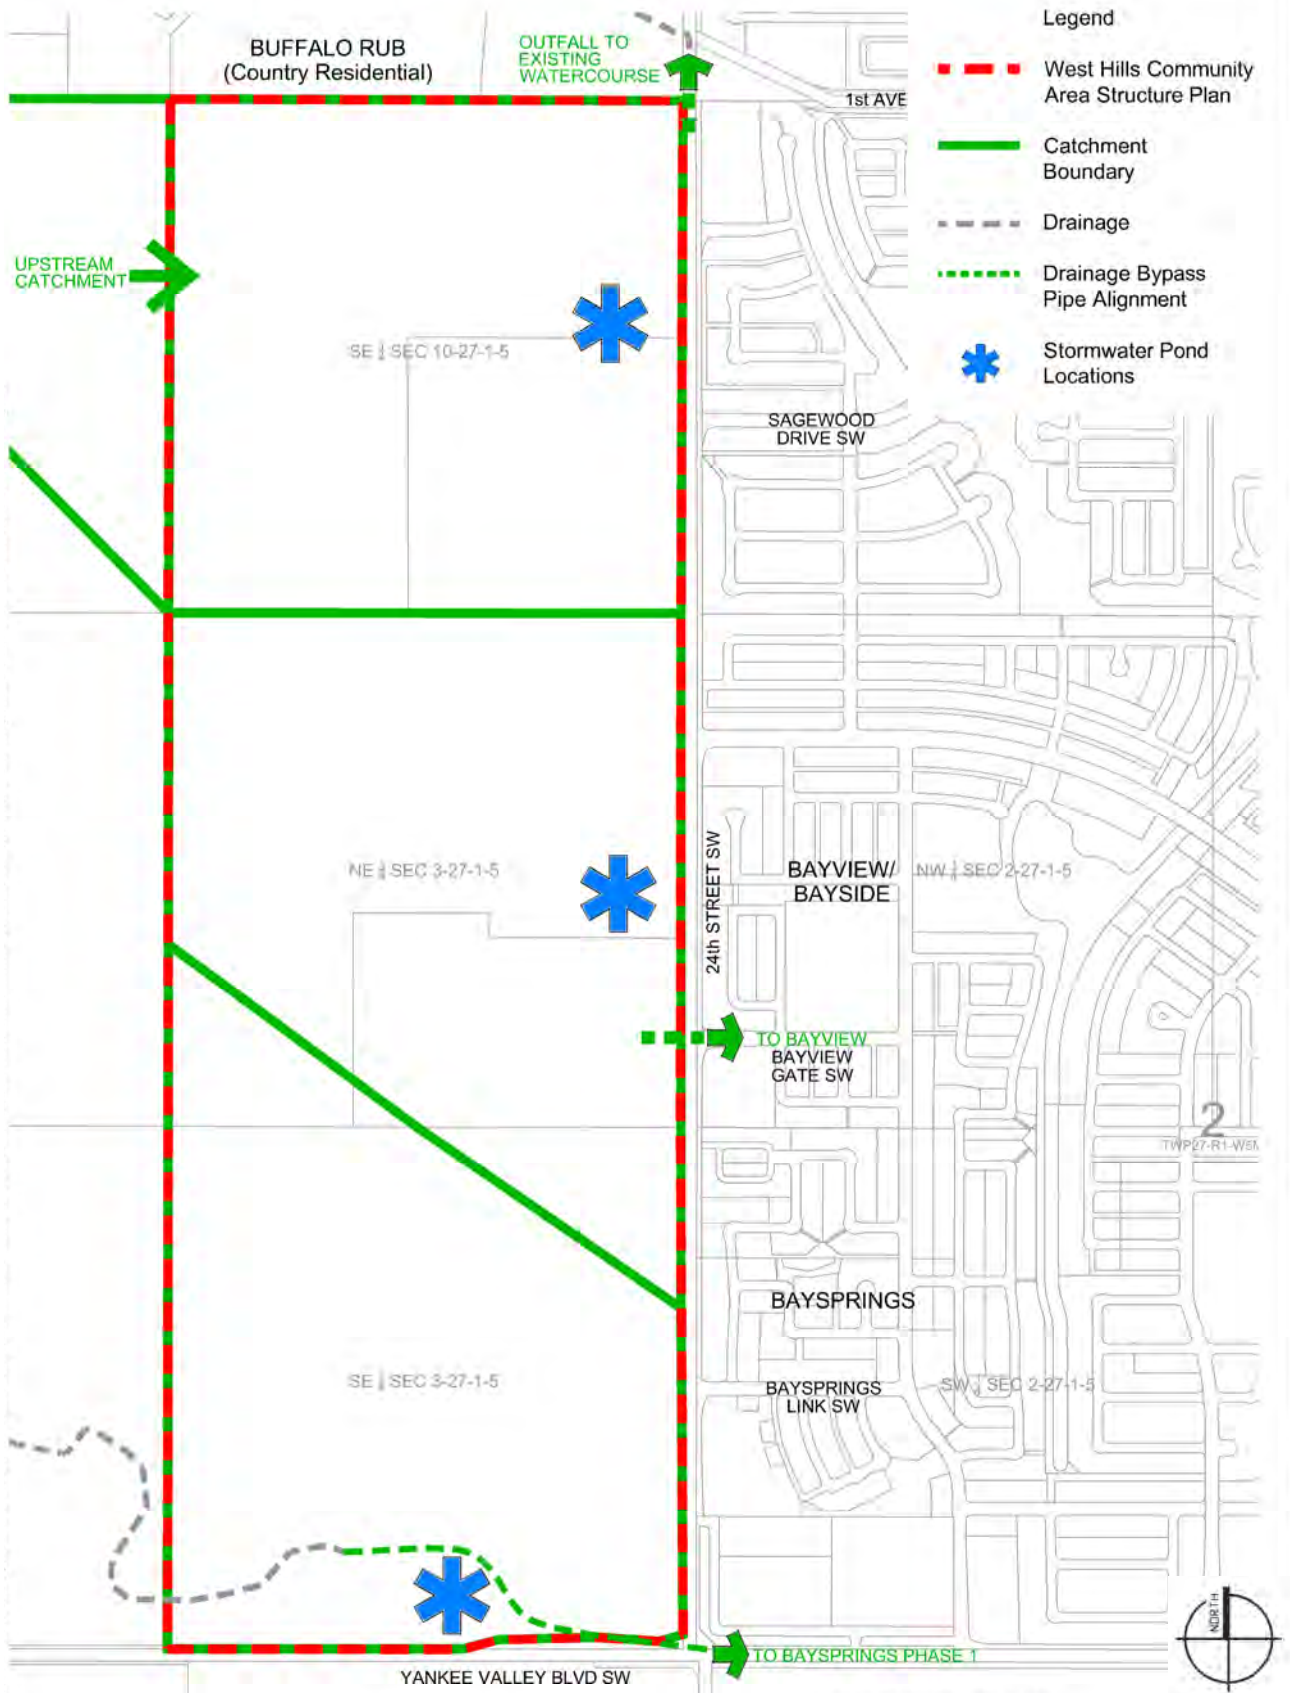 Legend
West Hills Community
Area Structure Plan
Catchment
Boundary
Drainage
Drainage Bypass
Pipe Alignment
Stormwater Pond
Locations
BUFFALO RUB
(Country Residential)
OUTFALL TO
EXISTING
WATERCOURSE
1st AVE
UPSTREAM
CATCHMENT
SE ¼ SEC 10-27-1-5
SAGEWOOD
DRIVE SW
NE ¼ SEC 3-27-1-5
24th STREET SW
BAYVIEW/
BAYSIDE
NW ¼ SEC 2-27-1-5
TO BAYVIEW
BAYVIEW
GATE SW
2
TWP27-R1-W5M
BAYSPRINGS
SE ¼ SEC 3-27-1-5
BAYSPRINGS
LINK SW
SW ¼ SEC 2-27-1-5
NORTH
TO BAYSPRINGS PHASE 1
YANKEE VALLEY BLVD SW